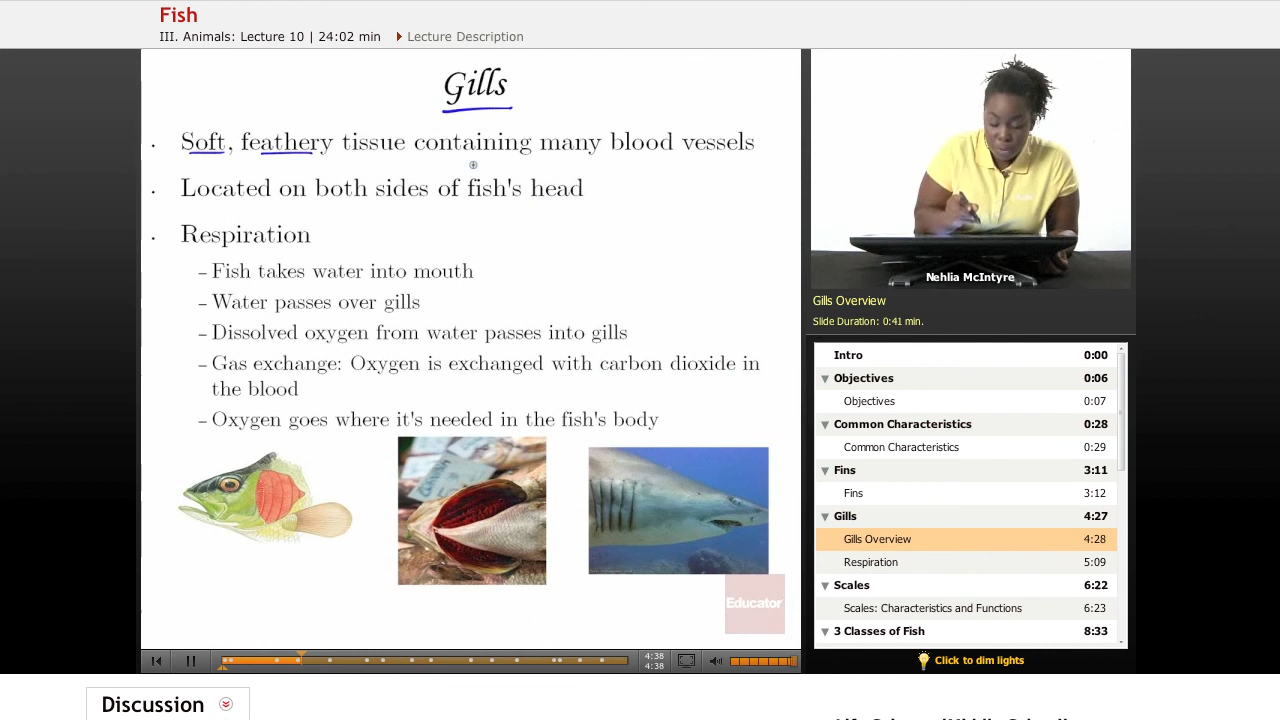 Fish
III. Animals: Lecture 10 | 24:02 min
Lecture Description
Gills
· Soft, feathery tissue containing many blood vessels
· Located on both sides of fish's head
· Respiration
– Fish takes water into mouth
– Water passes over gills
– Dissolved oxygen from water passes into gills
– Gas exchange: Oxygen is exchanged with carbon dioxide in
the blood
– Oxygen goes where it's needed in the fish's body
Educator
4:38
4:38
Nehlia McIntyre
Gills Overview
Slide Duration: 0:41 min.
Intro 0:00
Objectives 0:06
Objectives 0:07
Common Characteristics 0:28
Common Characteristics 0:29
Fins 3:11
Fins 3:12
Gills 4:27
Gills Overview 4:28
Respiration 5:09
Scales 6:22
Scales: Characteristics and Functions 6:23
3 Classes of Fish 8:33
Click to dim lights
Discussion